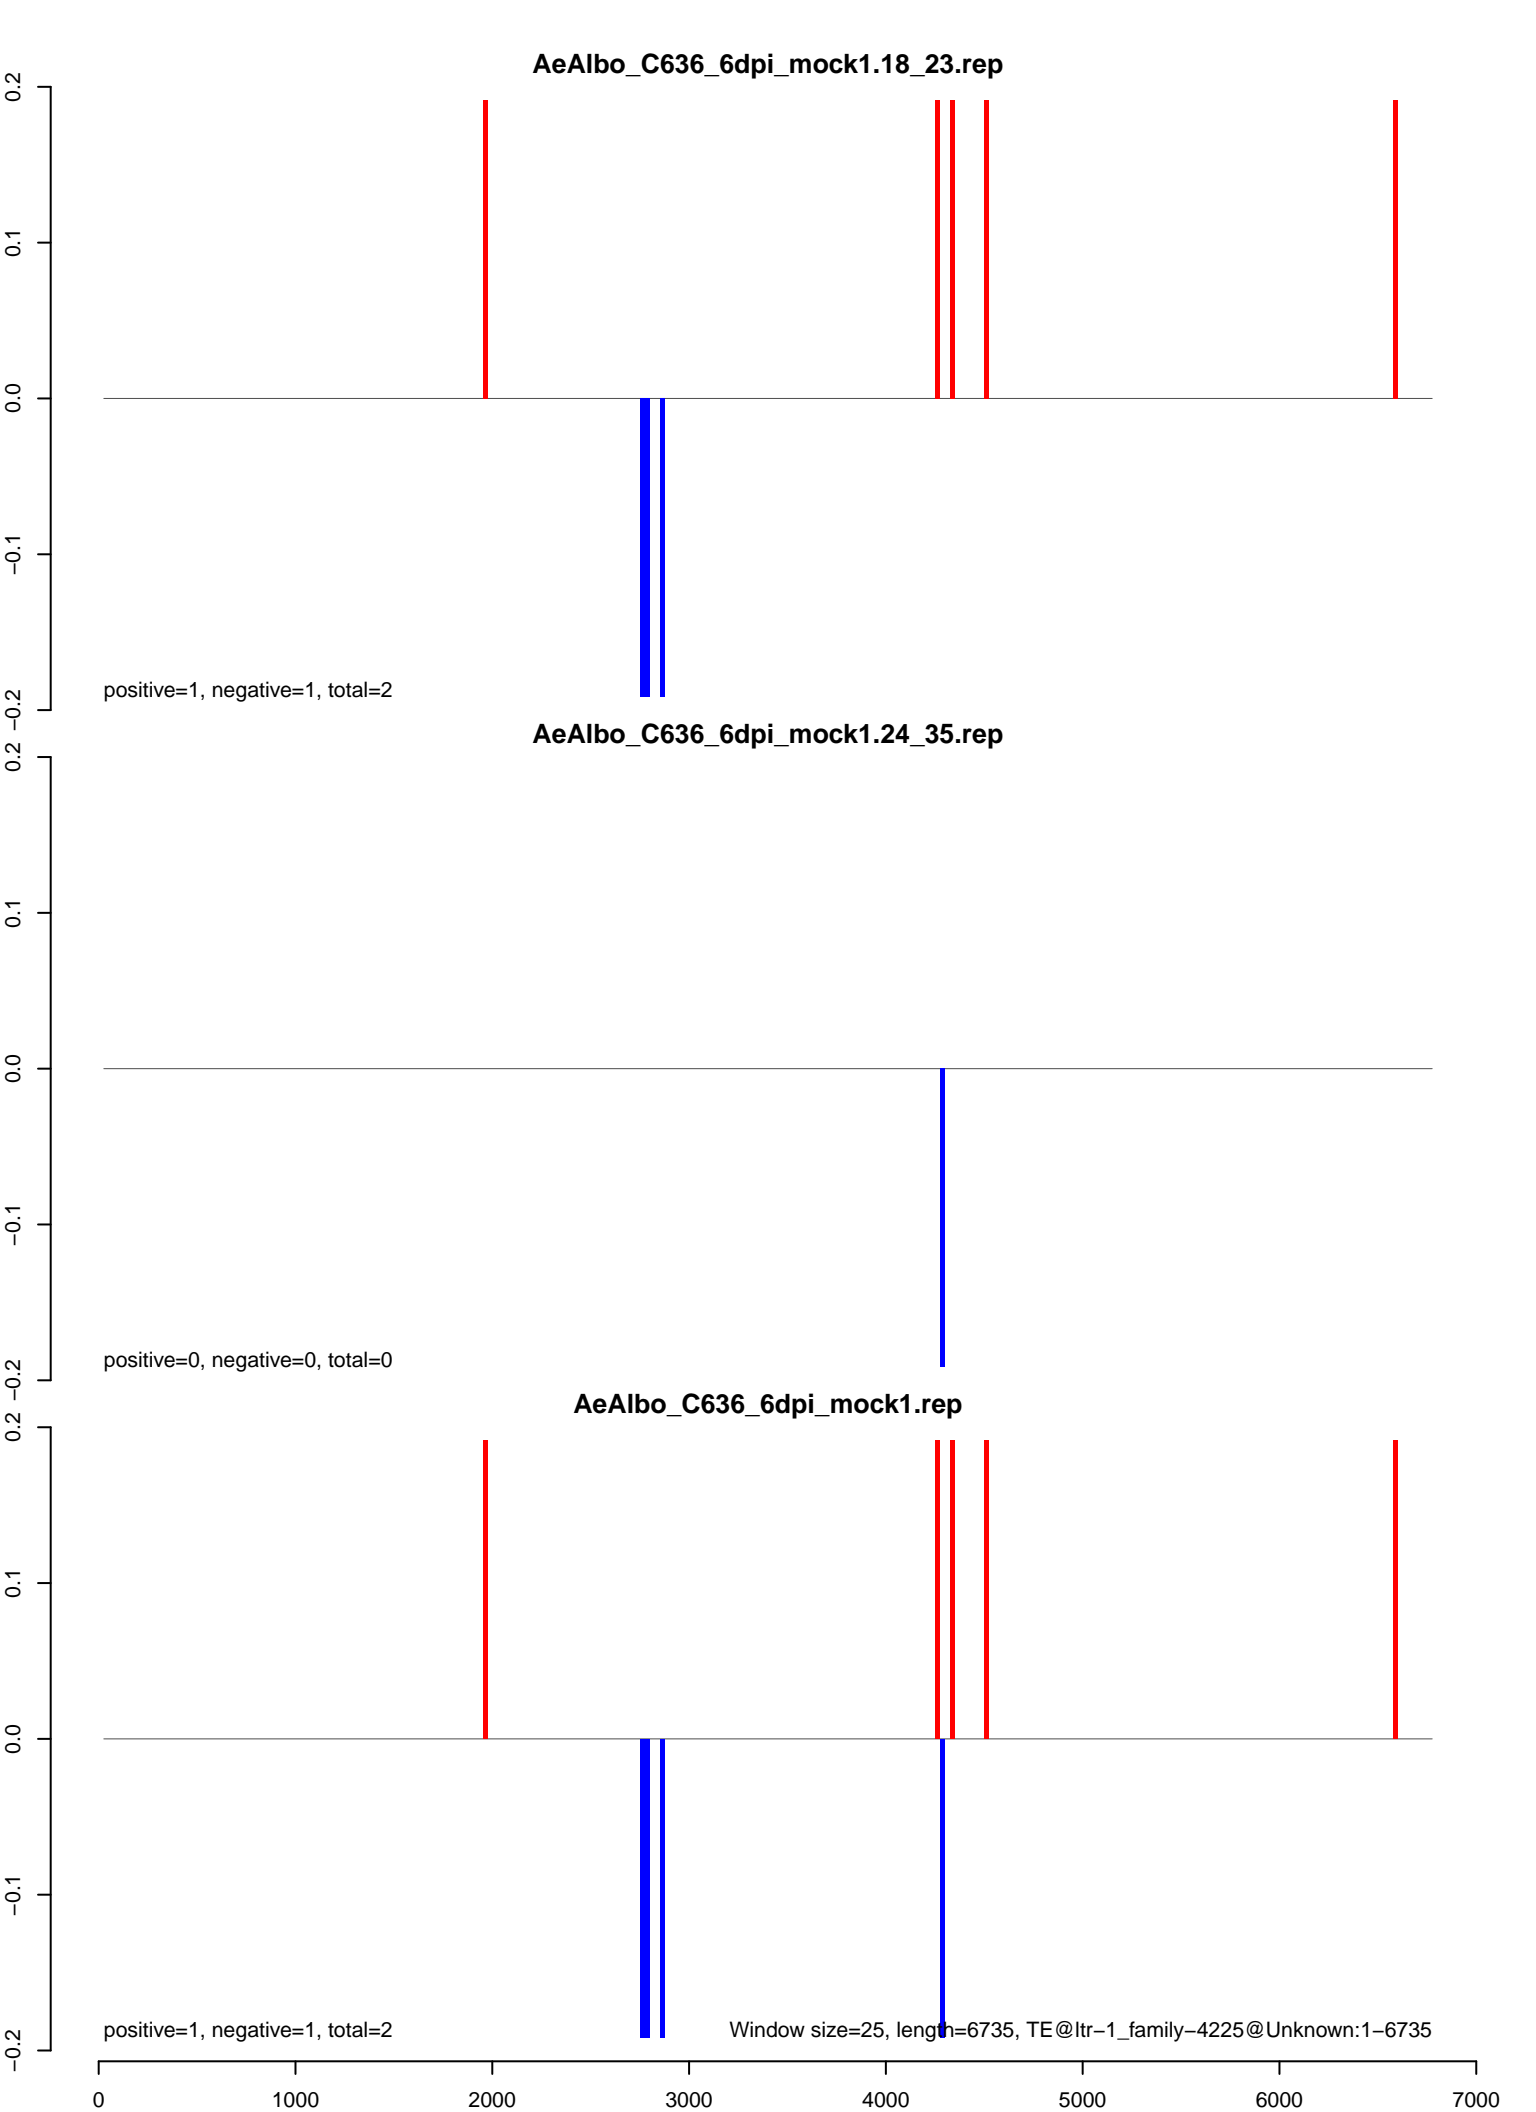 AeAlbo_C636_6dpi_mock1.18_23.rep
0.2
0.1
0.0
−0.1
−0.2
positive=1, negative=1, total=2
AeAlbo_C636_6dpi_mock1.24_35.rep
0.2
0.1
0.0
−0.1
−0.2
positive=0, negative=0, total=0
AeAlbo_C636_6dpi_mock1.rep
0.2
0.1
0.0
−0.1
−0.2
positive=1, negative=1, total=2
Window size=25, length=6735, TE@ltr−1_family−4225@Unknown:1−6735
0 1000 2000 3000 4000 5000 6000 7000